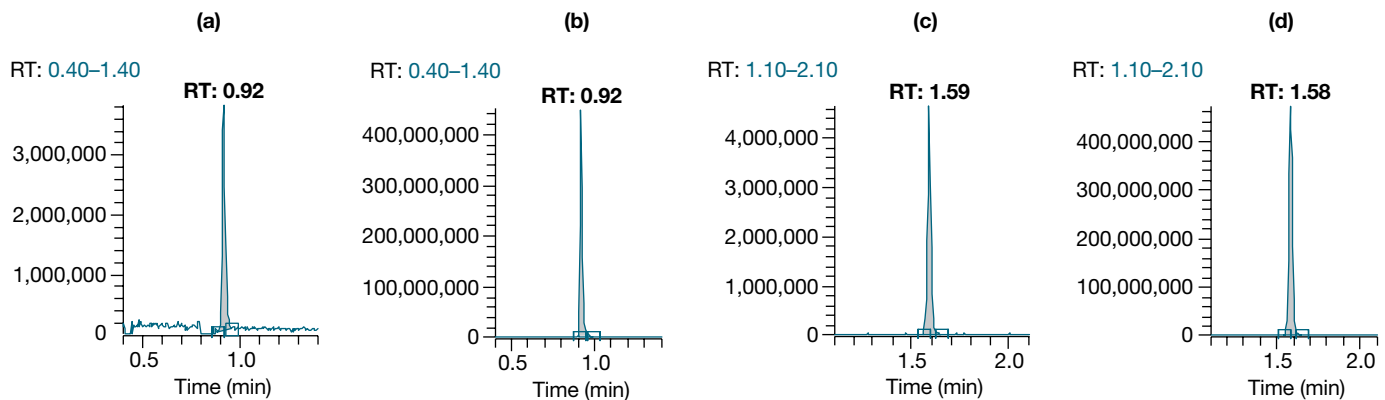 (a)
RT: 0.40–1.40
RT: 0.92
3,000,000
2,000,000
1,000,000
0
0.5 1.0
Time (min)
(b)
RT: 0.40–1.40
RT: 0.92
400,000,000
300,000,000
200,000,000
100,000,000
0
0.5 1.0
Time (min)
(c)
RT: 1.10–2.10
RT: 1.59
4,000,000
3,000,000
2,000,000
1,000,000
0
1.5 2.0
Time (min)
(d)
RT: 1.10–2.10
RT: 1.58
400,000,000
300,000,000
200,000,000
100,000,000
0
1.5 2.0
Time (min)